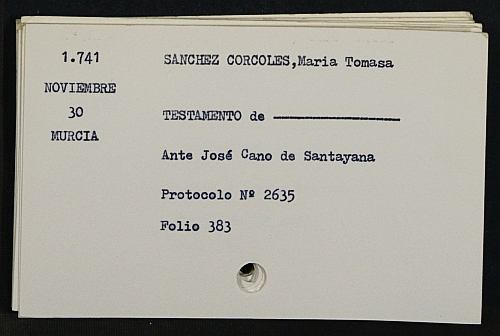 1.741
NOVIEMBRE
30
MURCIA
SANCHEZ CORCOLES,Maria Tomasa
TESTAMENTO de ————————
Ante José Cano de Santayana
Protocolo Nº 2635
Folio 383